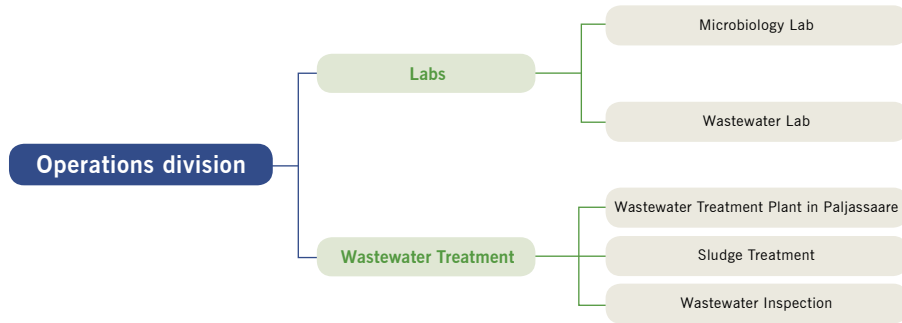 Operations division
Labs
Microbiology Lab
Wastewater Lab
Wastewater Treatment
Wastewater Treatment Plant in Paljassaare
Sludge Treatment
Wastewater Inspection